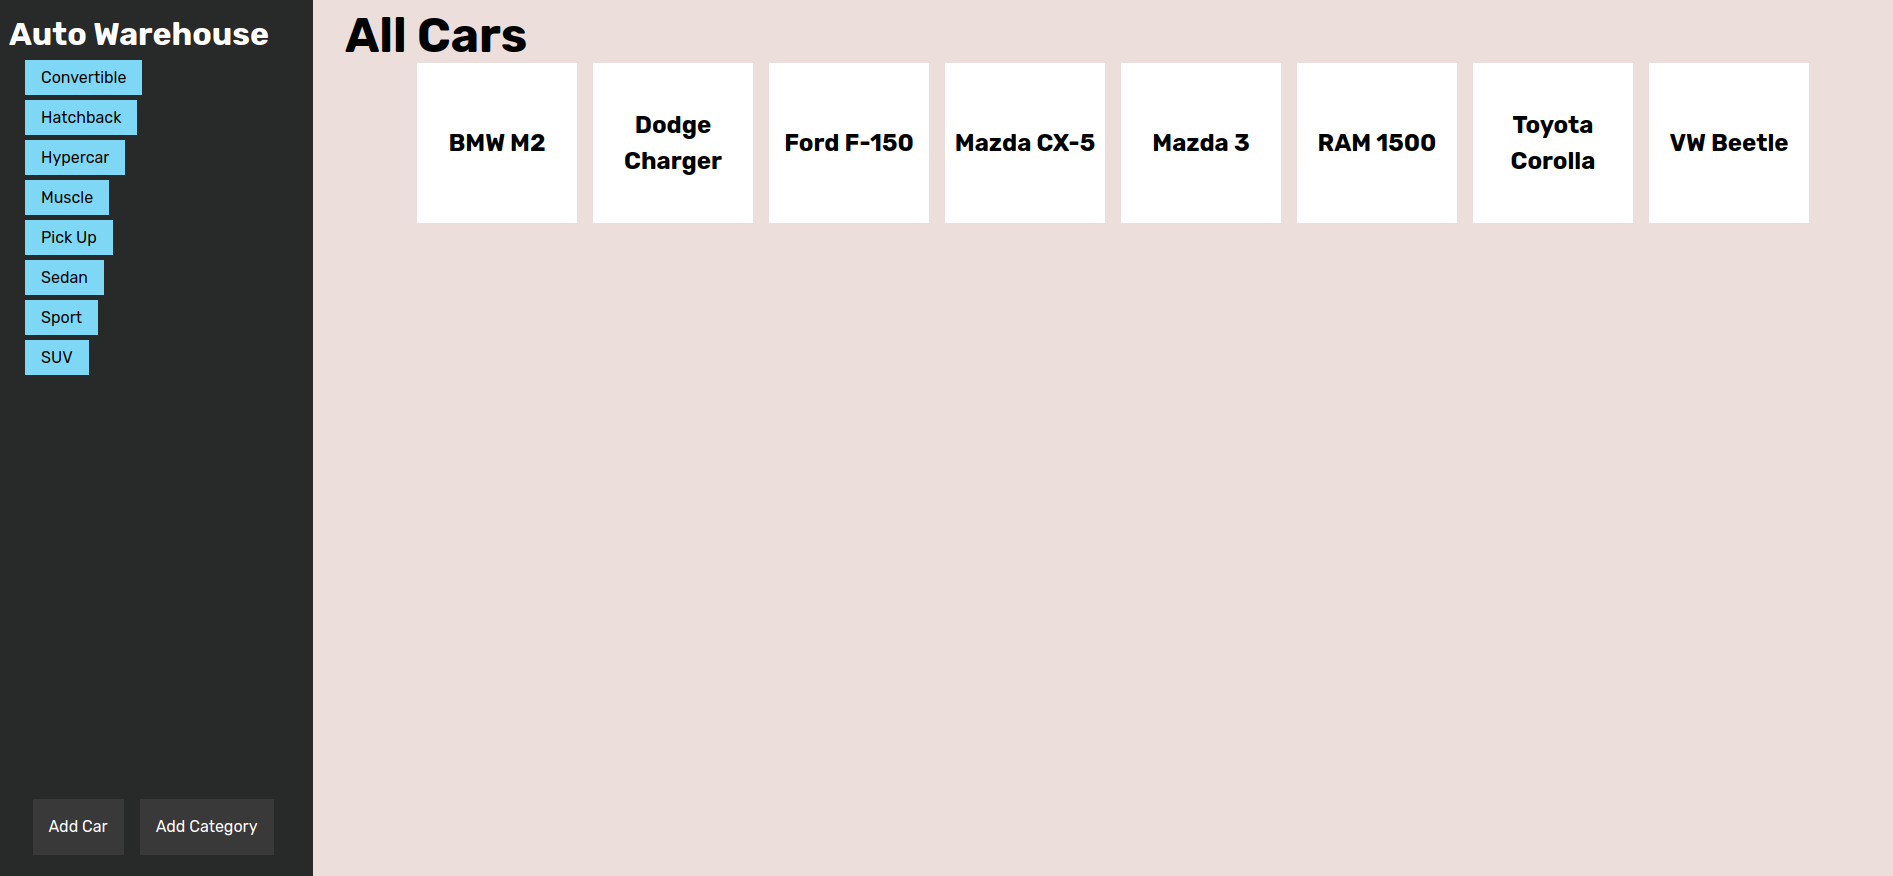 Auto Warehouse
Convertible
Hatchback
Hypercar
Muscle
Pick Up
Sedan
Sport
SUV
Add Car
Add Category
All Cars
BMW M2
Dodge
Charger
Ford F-150
Mazda CX-5
Mazda 3
RAM 1500
Toyota
Corolla
VW Beetle